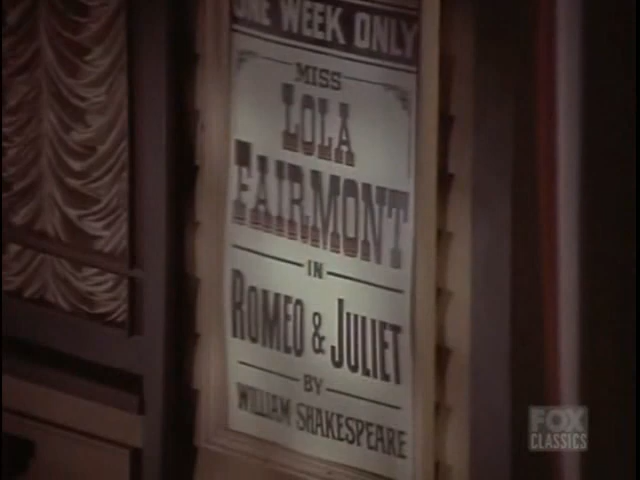 ONE WEEK ONLY
MISS
LOLA
FAIRMONT
IN
ROMEO & JULIET
BY
WILLIAM SHAKESPEARE
FOX
CLASSICS